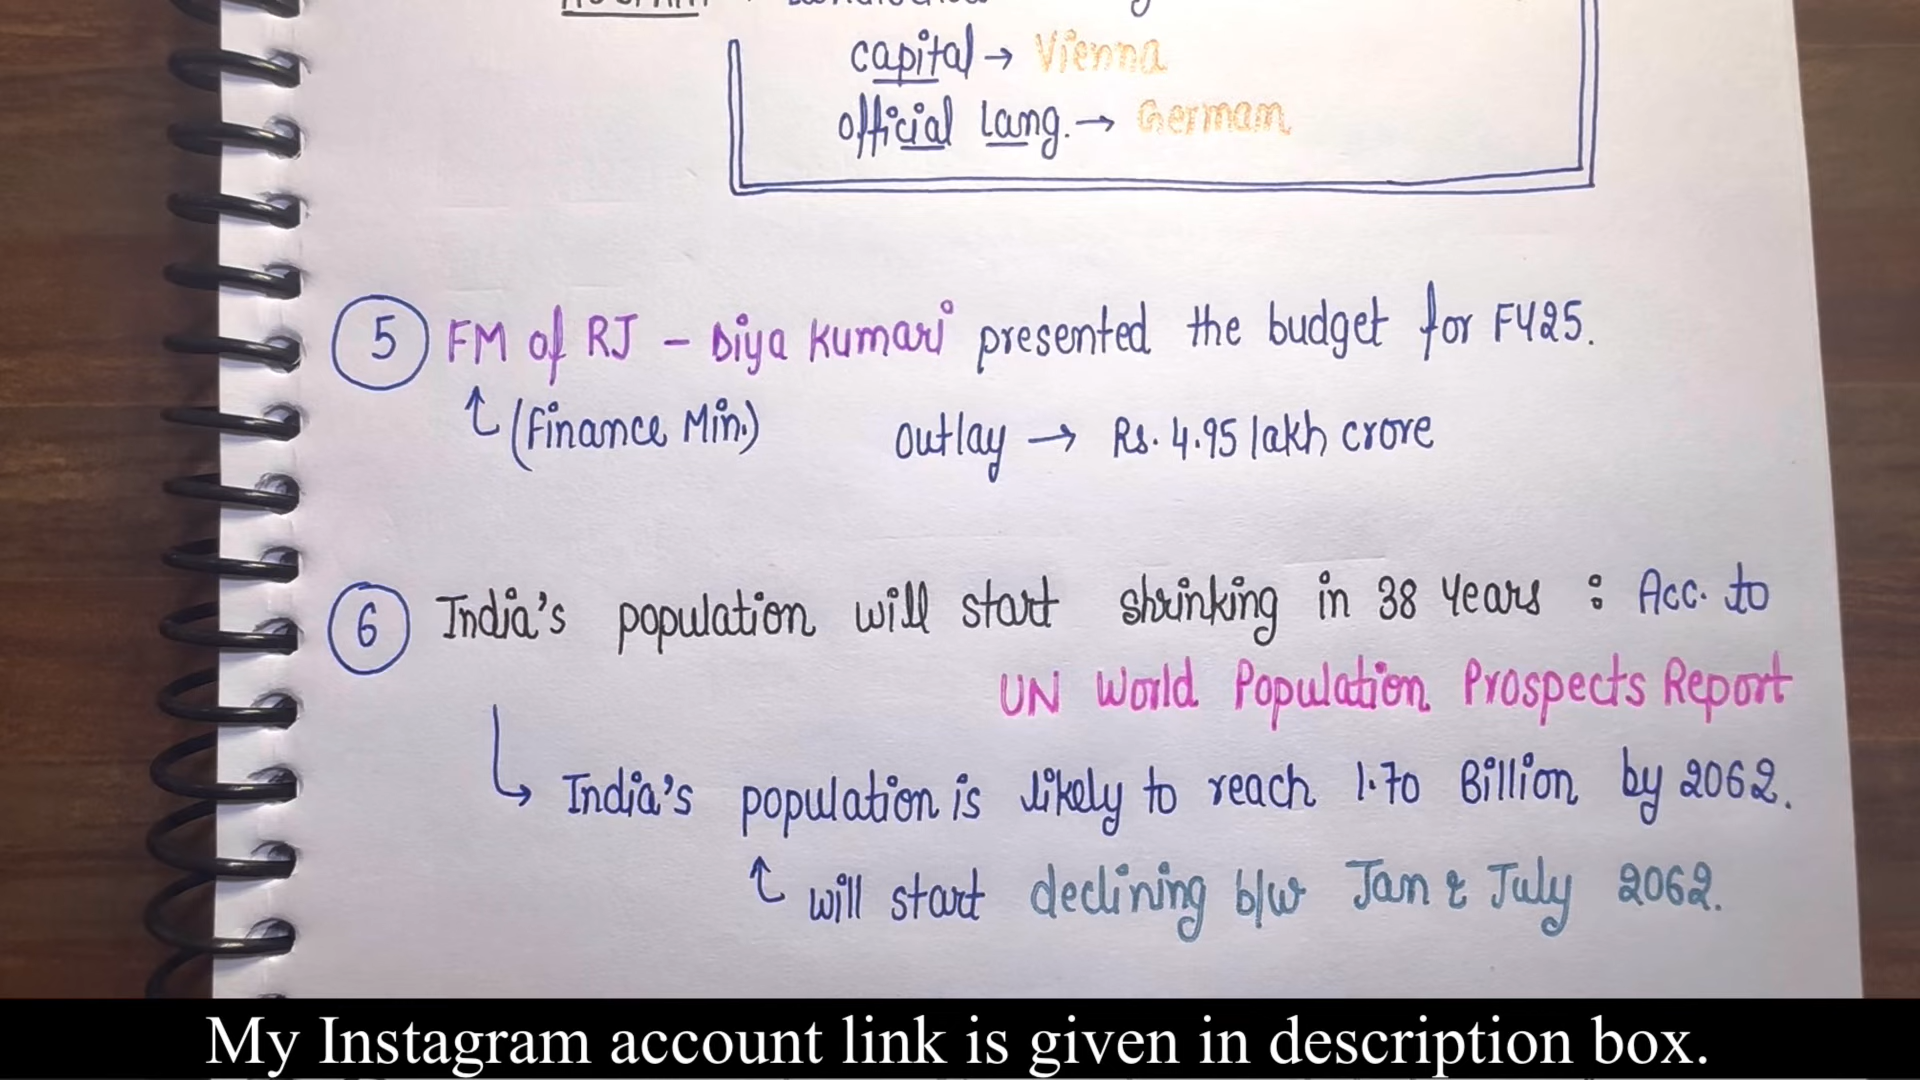 capital → Vienna
official Lang. → German
5 FM of RJ - Diya Kumari presented the budget for FY25.
↑ (Finance Min.) outlay → Rs. 4.95 lakh crore
6 India's population will start shrinking in 38 years : Acc. to
UN World Population Prospects Report
↳ India's population is likely to reach 1.70 Billion by 2062.
↑ will start declining b/w Jan & July 2062.
My Instagram account link is given in description box.